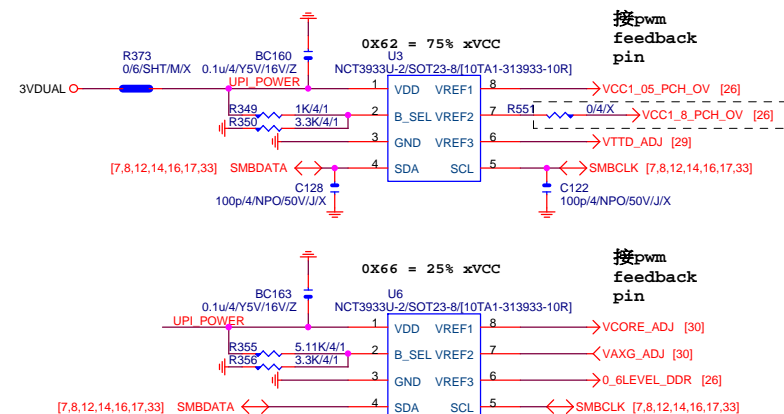 接pwm
feedback
pin
R373
0/6/SHT/M/X
BC160
0.1u/4/Y5V/16V/Z
0X62 = 75% xVCC
U3
NCT3933U-2/SOT23-8/[10TA1-313933-10R]
3VDUAL
UPI_POWER
1 VDD VREF1 8 VCC1_05_PCH_OV [26]
R349 1K/4/1
2 B_SEL VREF2 7 R551 0/4/X VCC1_8_PCH_OV [26]
R350 3.3K/4/1
3 GND VREF3 6 VTTD_ADJ [29]
[7,8,12,14,16,17,33] SMBDATA 4 SDA SCL 5 SMBCLK [7,8,12,14,16,17,33]
C128
100p/4/NPO/50V/J/X
C122
100p/4/NPO/50V/J/X
接pwm
feedback
pin
0X66 = 25% xVCC
BC163
0.1u/4/Y5V/16V/Z
U6
NCT3933U-2/SOT23-8/[10TA1-313933-10R]
UPI_POWER
1 VDD VREF1 8 VCORE_ADJ [30]
R355 5.11K/4/1
2 B_SEL VREF2 7 VAXG_ADJ [30]
R356 3.3K/4/1
3 GND VREF3 6 0_6LEVEL_DDR [26]
[7,8,12,14,16,17,33] SMBDATA 4 SDA SCL 5 SMBCLK [7,8,12,14,16,17,33]